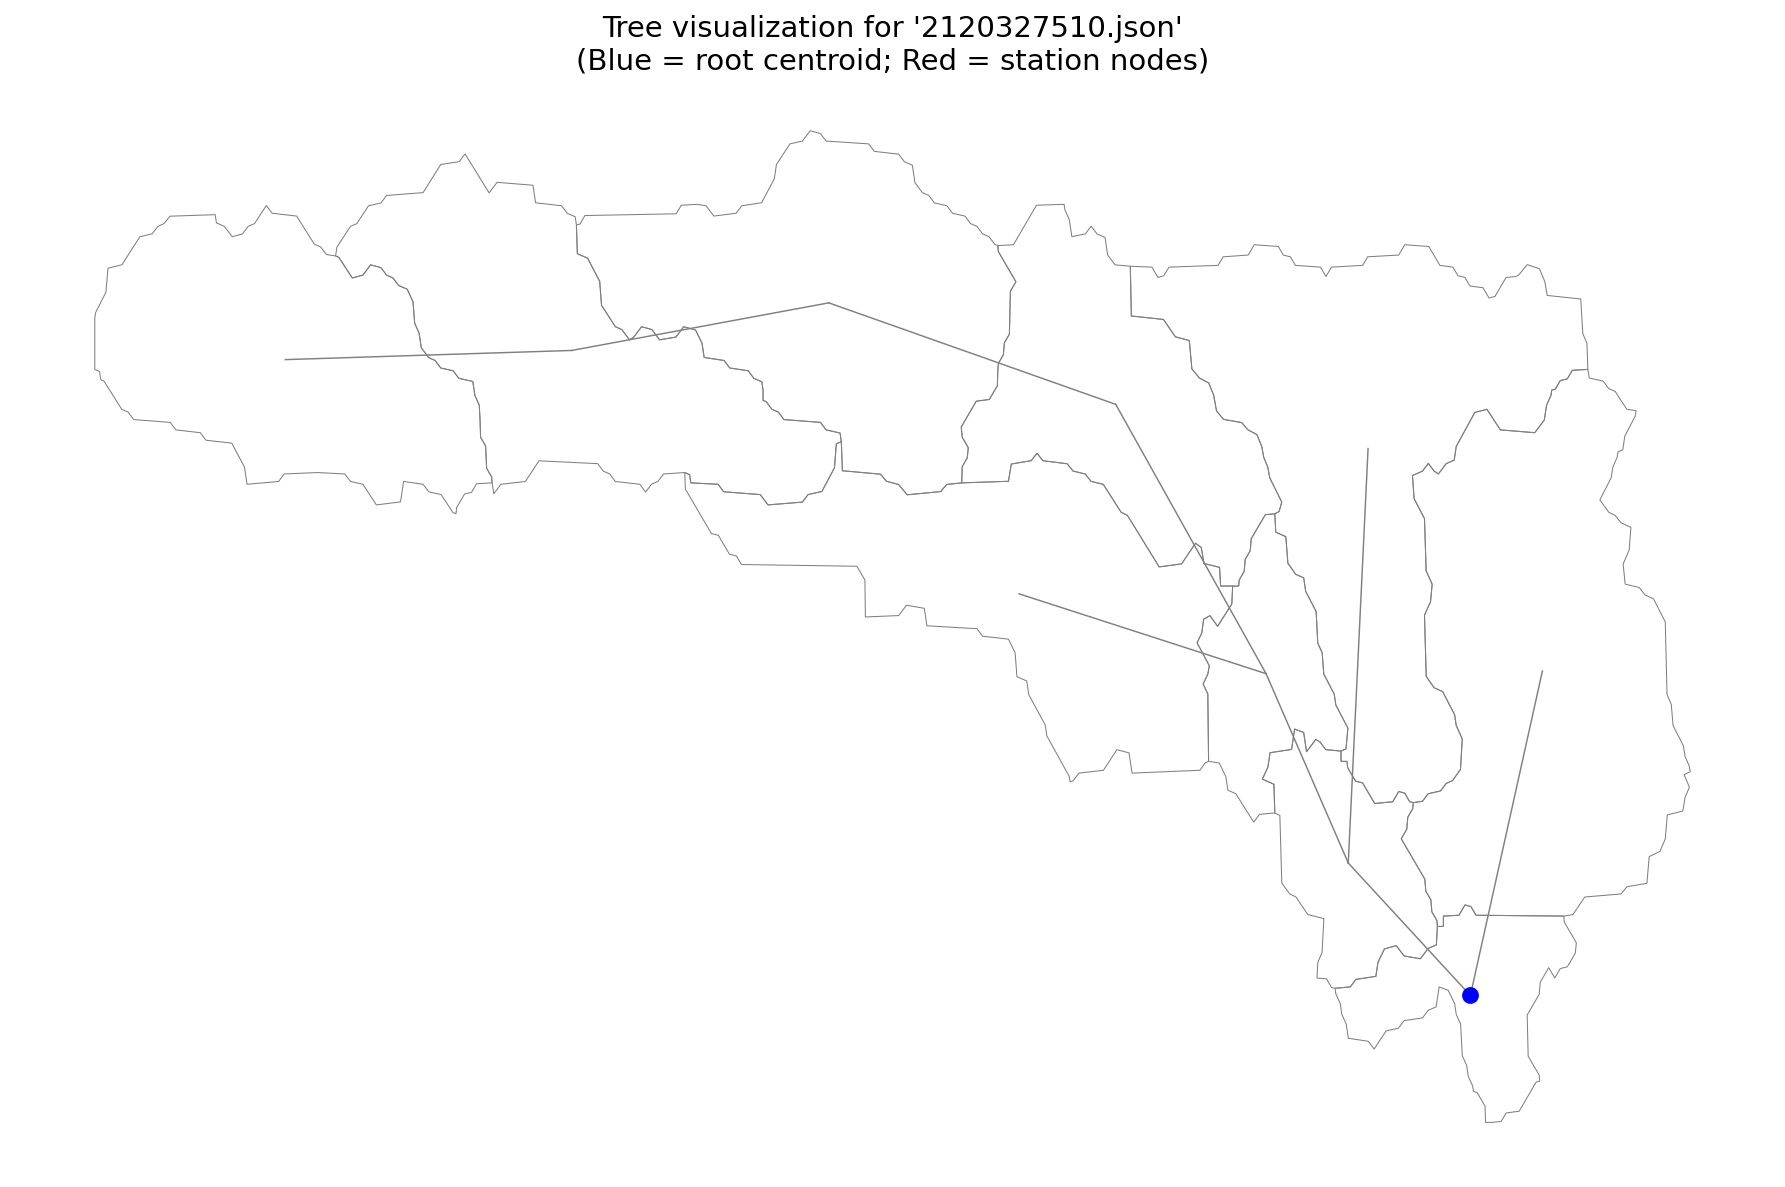 Tree visualization for '2120327510.json'
(Blue = root centroid; Red = station nodes)